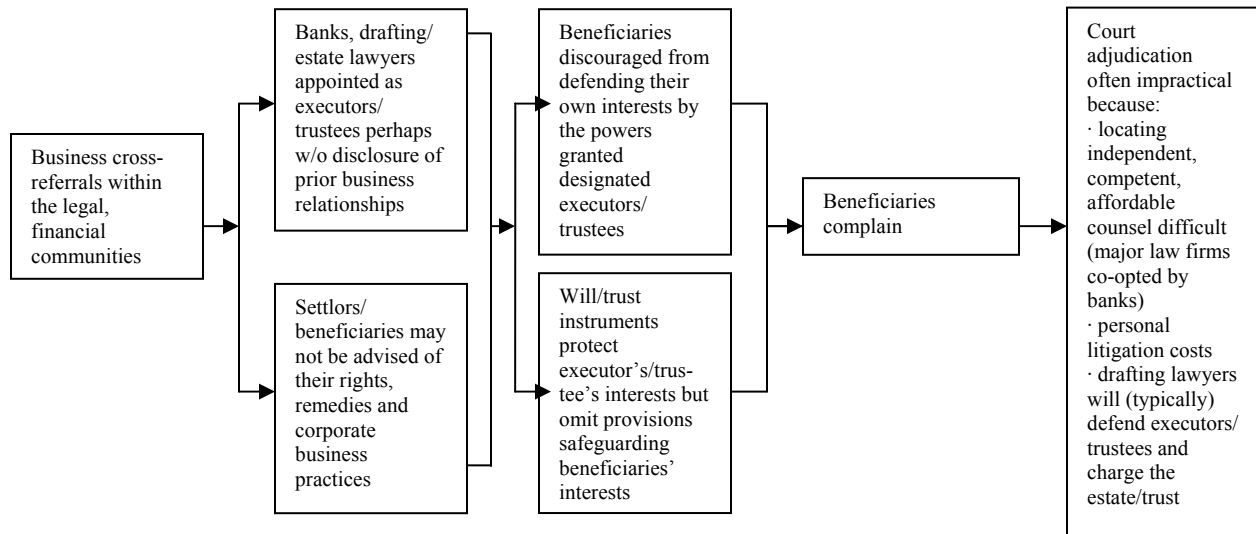 Business cross-
referrals within
the legal,
financial
communities
Banks, drafting/
estate lawyers
appointed as
executors/
trustees perhaps
w/o disclosure of
prior business
relationships
Settlors/
beneficiaries may
not be advised of
their rights,
remedies and
corporate
business
practices
Beneficiaries
discouraged from
defending their
own interests by
the powers
granted
designated
executors/
trustees
Will/trust
instruments
protect
executor’s/trus-
tee’s interests but
omit provisions
safeguarding
beneficiaries’
interests
Beneficiaries
complain
Court
adjudication
often impractical
because:
· locating
independent,
competent,
affordable
counsel difficult
(major law firms
co-opted by
banks)
· personal
litigation costs
· drafting lawyers
will (typically)
defend executors/
trustees and
charge the
estate/trust